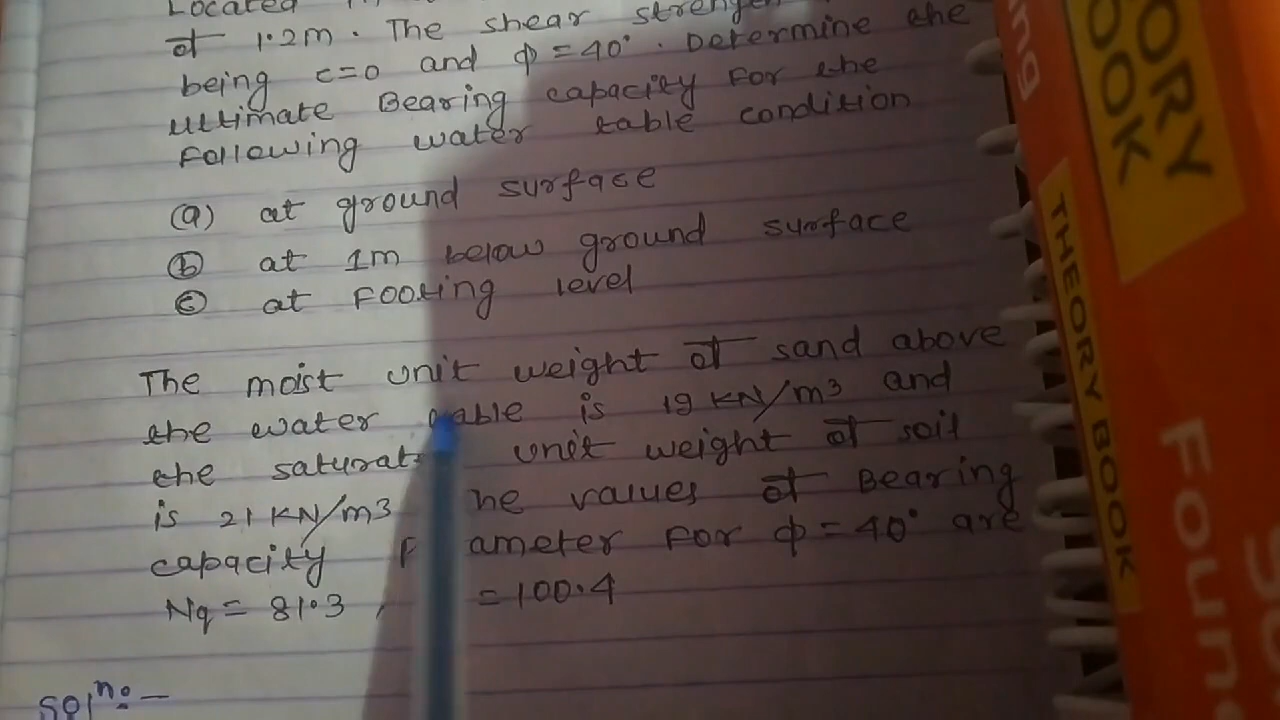 Located
of 1.2m. The shear
being c=0 and φ=40°. Determine the
ultimate Bearing capacity For the
Following water table condition
(a) at ground surface
(b) at 1m below ground surface
(c) at Footing level
The moist unit weight of sand above
the water table is 19 KN/m3 and
the unit weight of soil
is 21 KN/m3 he values of Bearing
capacity P ameter For φ=40° are
Nq = 81.3 , =100.4
Soln:-
ORY
OOK
THEORY BOOK
ing
Foun